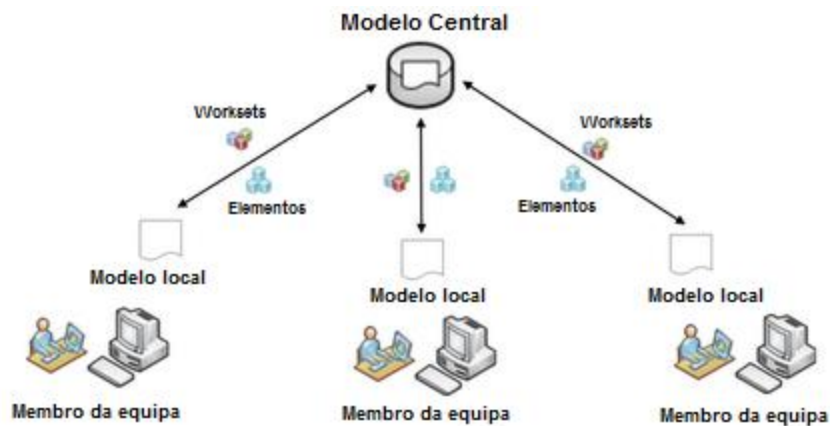 Modelo Central
Worksets
Worksets
Elementos
Elementos
Modelo local
Modelo local
Modelo local
Membro da equipa
Membro da equipa
Membro da equipa